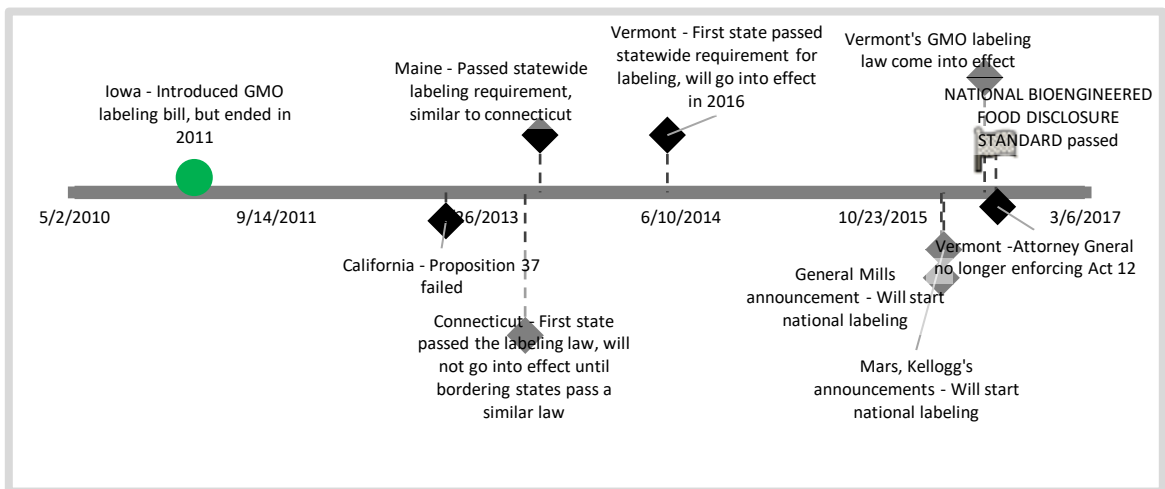 Iowa - Introduced GMO
labeling bill, but ended in
2011
Maine - Passed statewide
labeling requirement,
similar to connecticut
Vermont - First state passed
statewide requirement for
labeling, will go into effect
in 2016
Vermont's GMO labeling
law come into effect
NATIONAL BIOENGINEERED
FOOD DISCLOSURE
STANDARD passed
5/2/2010
9/14/2011
/26/2013
6/10/2014
10/23/2015
3/6/2017
California - Proposition 37
failed
Connecticut - First state
passed the labeling law, will
not go into effect until
bordering states pass a
similar law
General Mills
announcement - Will start
national labeling
Vermont -Attorney Gneral
no longer enforcing Act 12
Mars, Kellogg's
announcements - Will start
national labeling